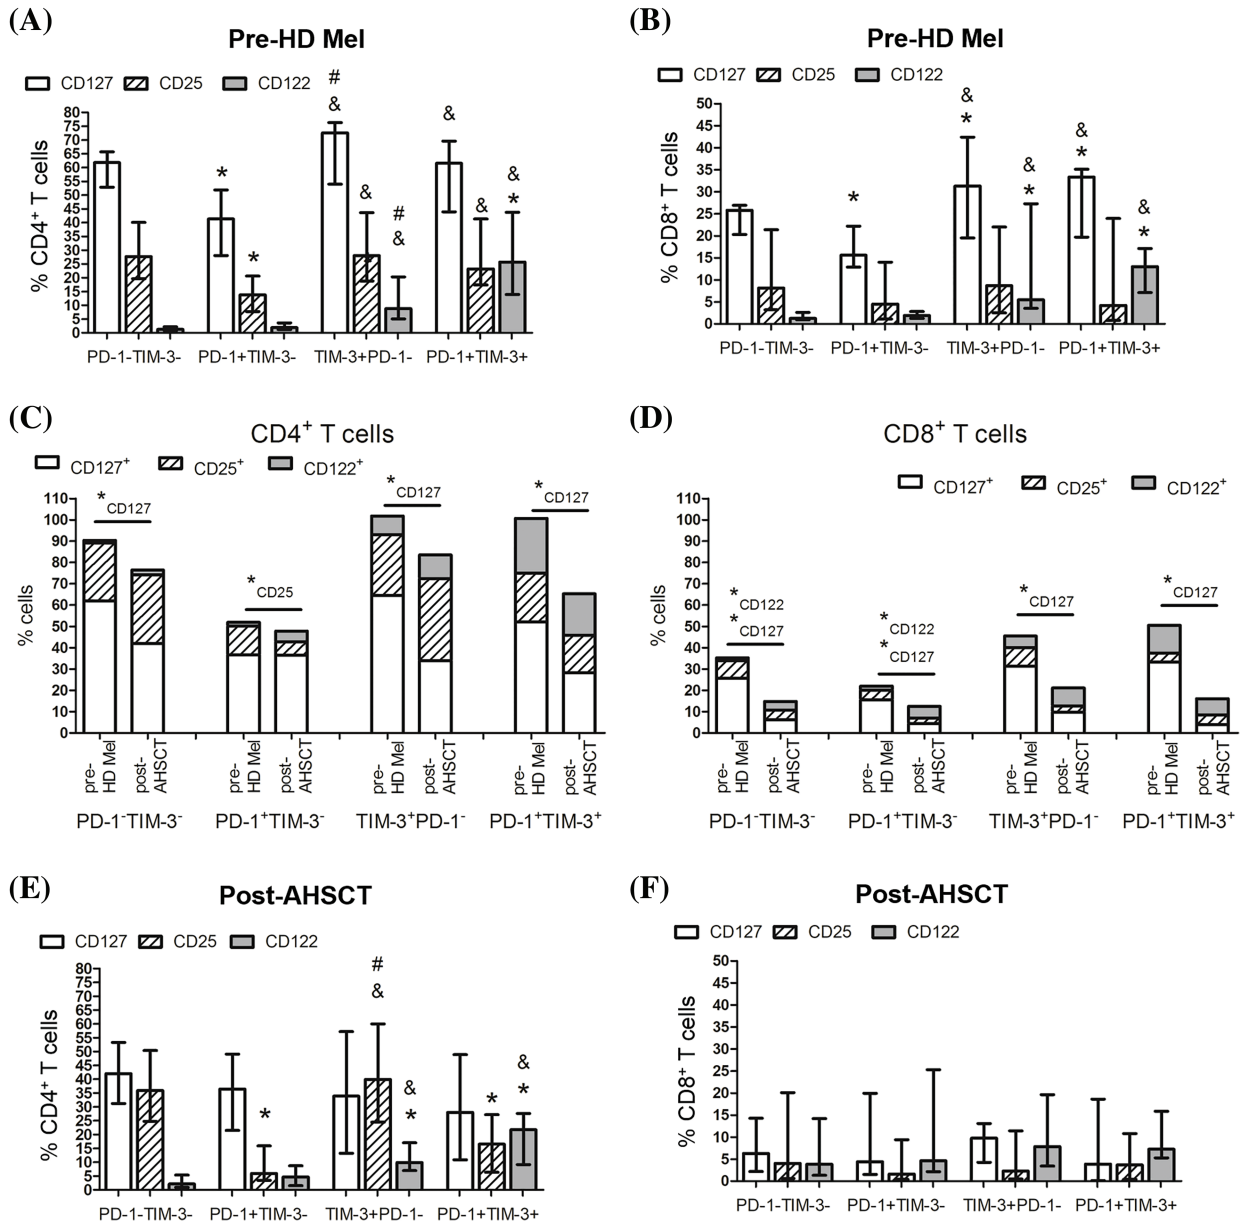 (A)
Pre-HD Mel
CD127 CD25 CD122
% CD4+ T cells
80
75
70
65
60
55
50
45
40
35
30
25
20
15
10
5
0
* * # & & # & & & & *
PD-1-TIM-3- PD-1+TIM-3- TIM-3+PD-1- PD-1+TIM-3+
(B)
Pre-HD Mel
CD127 CD25 CD122
% CD8+ T cells
50
45
40
35
30
25
20
15
10
5
0
* & * & * & * & *
PD-1-TIM-3- PD-1+TIM-3- TIM-3+PD-1- PD-1+TIM-3+
(C)
CD4+ T cells
CD127+ CD25+ CD122+
% cells
110
100
90
80
70
60
50
40
30
20
10
0
*CD127 *CD25 *CD127 *CD127
pre-HD Mel post-AHSCT pre-HD Mel post-AHSCT pre-HD Mel post-AHSCT pre-HD Mel post-AHSCT
PD-1-TIM-3- PD-1+TIM-3- TIM-3+PD-1- PD-1+TIM-3+
(D)
CD8+ T cells
CD127+ CD25+ CD122+
% cells
110
100
90
80
70
60
50
40
30
20
10
0
*CD122
*CD127
*CD122
*CD127
*CD127 *CD127
pre-HD Mel post-AHSCT pre-HD Mel post-AHSCT pre-HD Mel post-AHSCT pre-HD Mel post-AHSCT
PD-1-TIM-3- PD-1+TIM-3- TIM-3+PD-1- PD-1+TIM-3+
(E)
Post-AHSCT
CD127 CD25 CD122
% CD4+ T cells
80
75
70
65
60
55
50
45
40
35
30
25
20
15
10
5
0
* # & & * * & *
PD-1-TIM-3- PD-1+TIM-3- TIM-3+PD-1- PD-1+TIM-3+
(F)
Post-AHSCT
CD127 CD25 CD122
% CD8+ T cells
50
45
40
35
30
25
20
15
10
5
0
PD-1-TIM-3- PD-1+TIM-3- TIM-3+PD-1- PD-1+TIM-3+